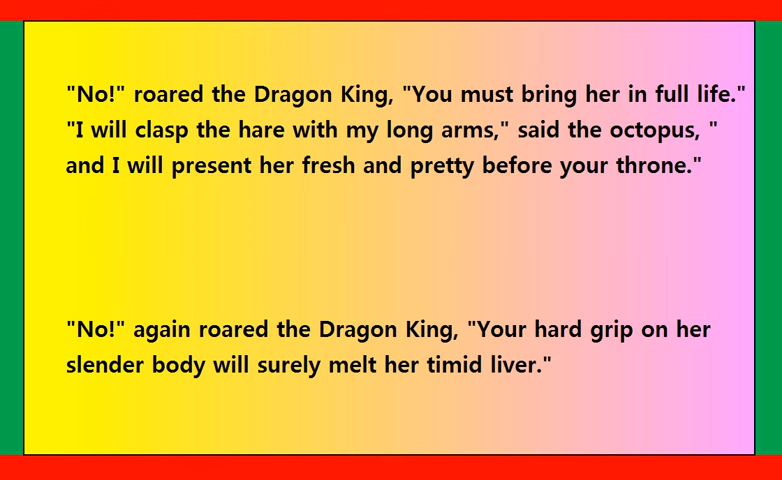 "No!" roared the Dragon King, "You must bring her in full life."
"I will clasp the hare with my long arms," said the octopus, "
and I will present her fresh and pretty before your throne."
"No!" again roared the Dragon King, "Your hard grip on her
slender body will surely melt her timid liver."